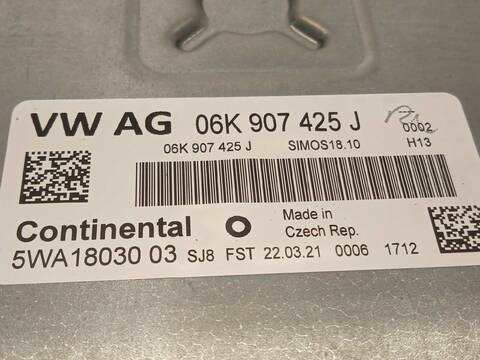 VW AG 06K 907 425 J 0002
06K 907 425 J SIMOS18.10 H13
Continental Made in
Czech Rep.
5WA18030 03 SJ8 FST 22.03.21 0006 1712